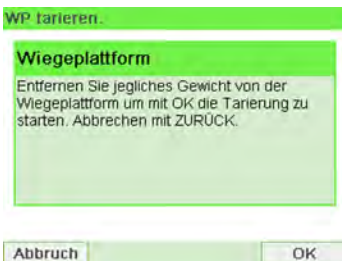 WP tarieren.
Wiegeplattform
Entfernen Sie jegliches Gewicht von der
Wiegeplattform um mit OK die Tarierung zu
starten. Abbrechen mit ZURÜCK.
Abbruch
OK